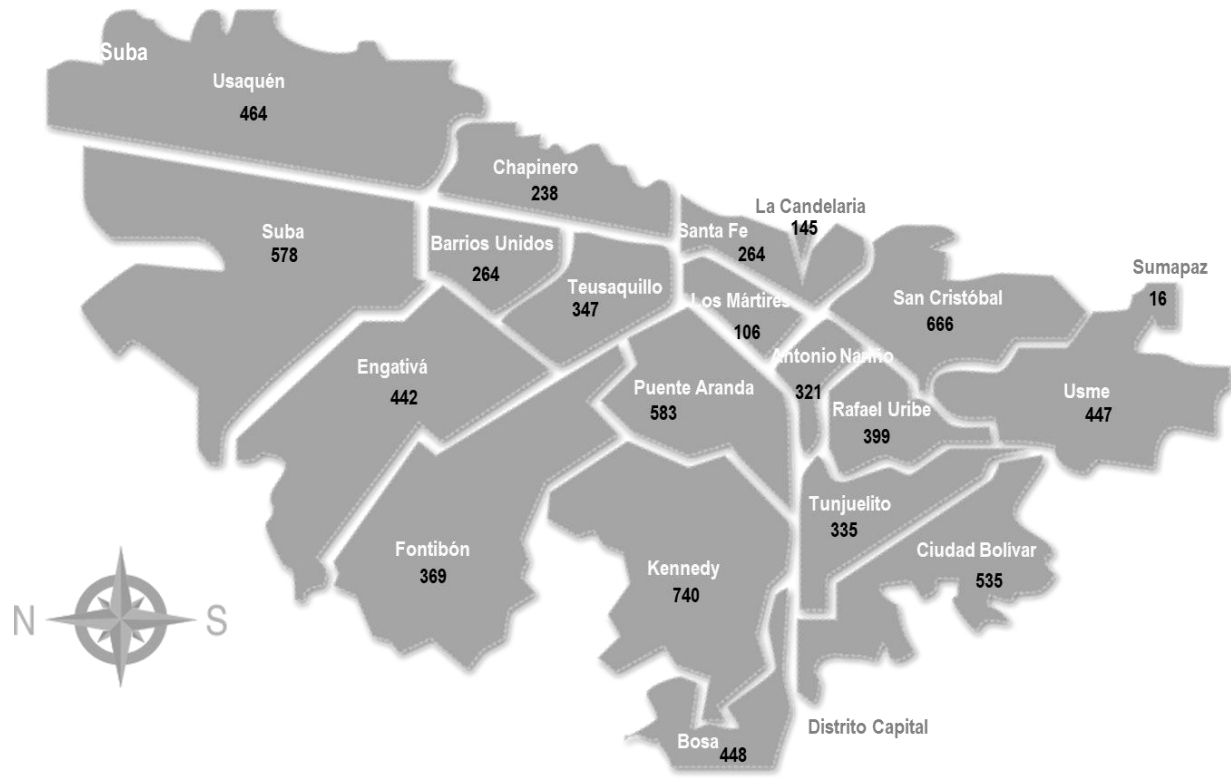 Suba
Usaquén
464
Chapinero
238
La Candelaria
145
Santa Fe
264
Suba
578
Barrios Unidos
264
Teusaquillo
347
Los Mártires
106
San Cristóbal
666
Sumapaz
16
Antonio Nariño
321
Engativá
442
Puente Aranda
583
Rafael Uribe
399
Usme
447
Tunjuelito
335
Fontibón
369
Kennedy
740
Ciudad Bolívar
535
N S
Distrito Capital
Bosa
448